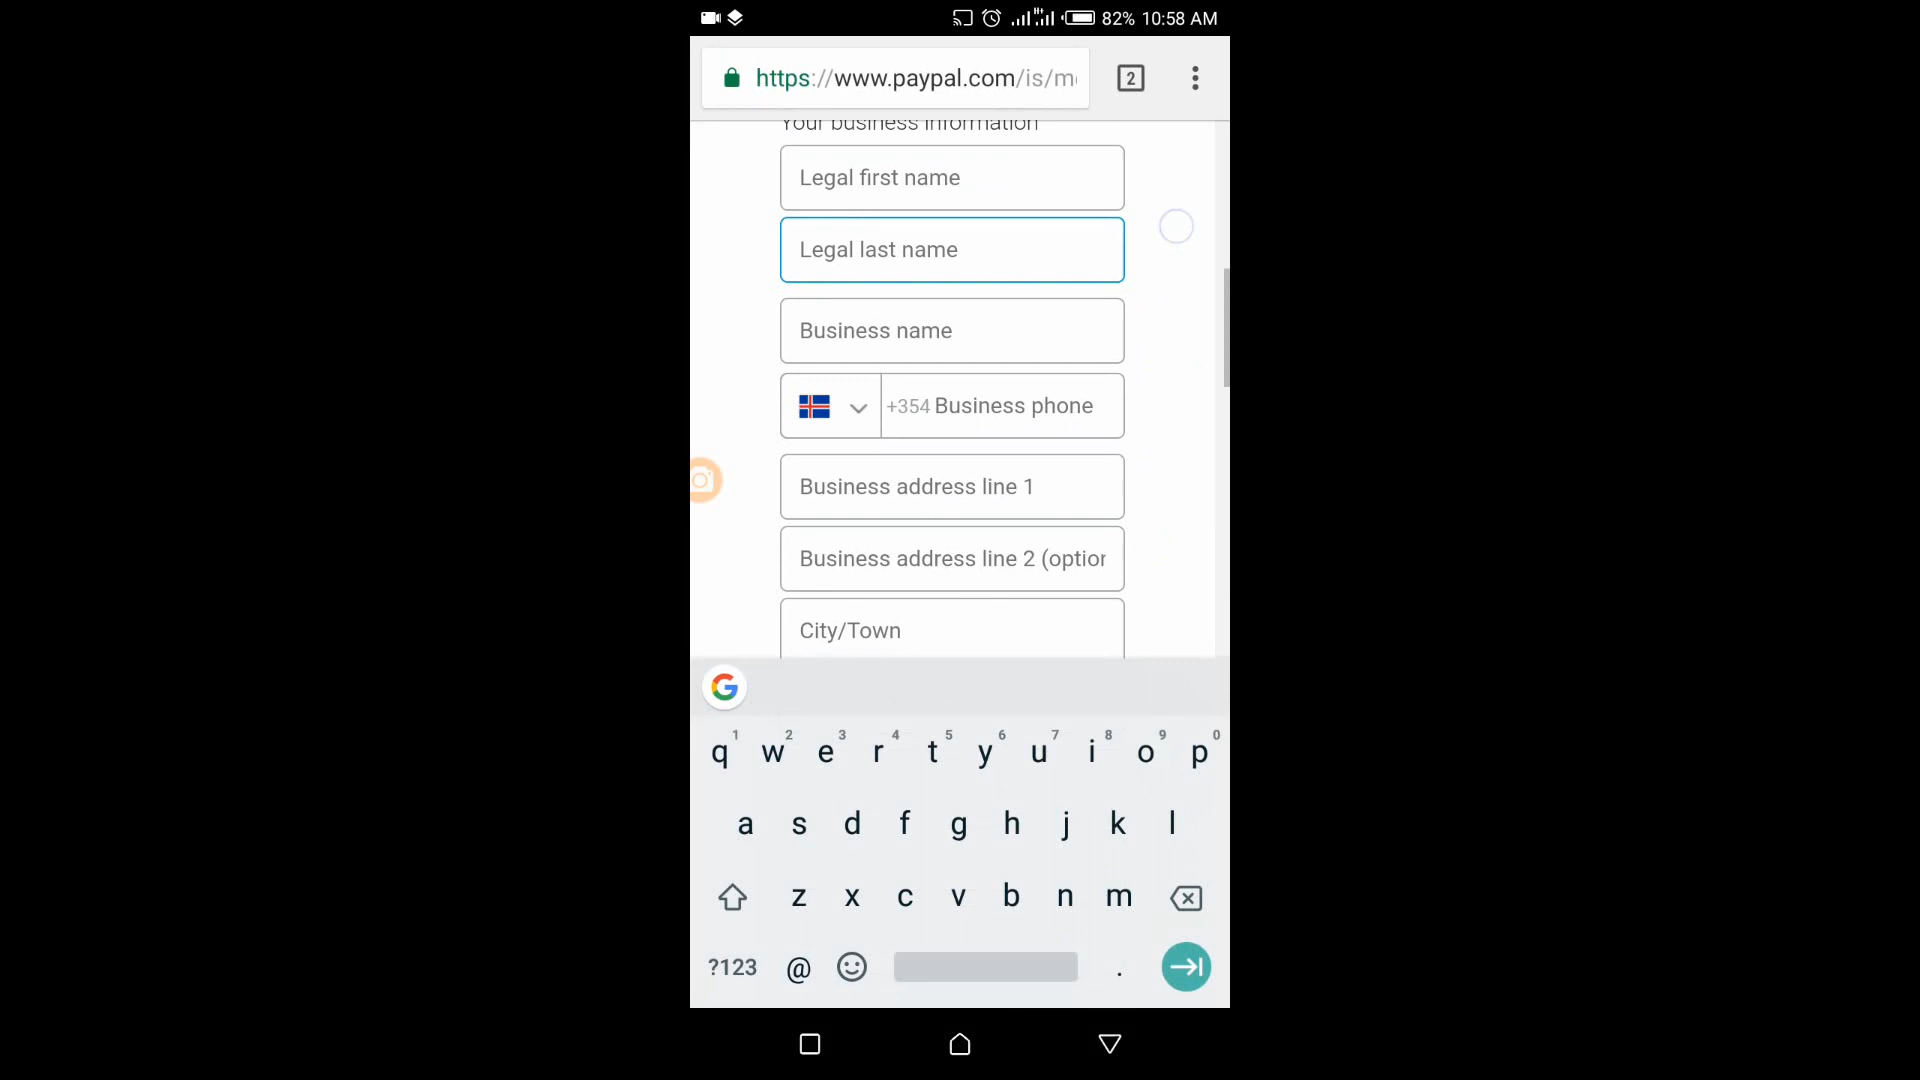 82% 10:58 AM
https://www.paypal.com/is/m
2
Your business information
Legal first name
Legal last name
Business name
+354 Business phone
Business address line 1
Business address line 2 (option
City/Town
G
1 2 3 4 5 6 7 8 9 0
q w e r t y u i o p
a s d f g h j k l
z x c v b n m
?123 @ .